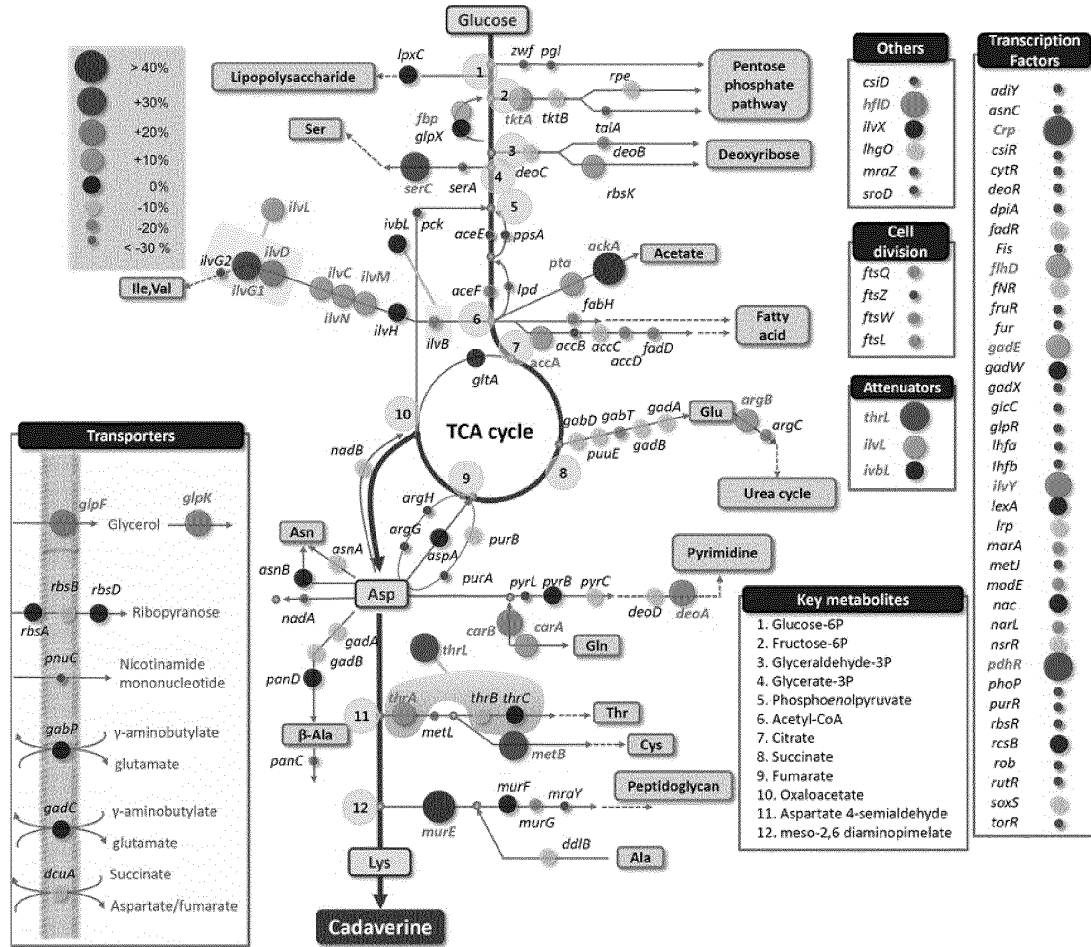 Glucose
> 40%
+30%
+20%
+10%
0%
-10%
-20%
< -30 %
lpxC
Lipopolysaccharide
1
zwf pgl
Pentose
phosphate
pathway
rpe
2
tktA
tktB
talA
fbp
glpX
Ser
serC
serA
3
4
deoC
deoB
rbsK
Deoxyribose
ilvL
ilvD
ilvG2
ilvG1
Ile,Val
ilvC
ilvM
ilvN
ilvH
ivbL
pck
ilvB
5
aceE
ppsA
aceF
lpd
6
pta
ackA
Acetate
fabH
Fatty
acid
7
accA
accB
accC
accD
fadD
gltA
TCA cycle
10
nadB
8
9
gabD
gabT
gadA
puuE
gadB
Glu
argB
argC
Urea cycle
argH
argG
aspA
purB
purA
Asn
asnA
asnB
nadA
Asp
pyrL
pyrB
pyrC
deoD
deoA
Pyrimidine
carB
carA
Gln
gadA
gadB
panD
β-Ala
panC
thrL
11
thrA
metL
thrB
thrC
Thr
metB
Cys
12
murE
murF
murG
mraY
Peptidoglycan
ddlB
Ala
Lys
Cadaverine
Transporters
glpF
Glycerol
glpK
rbsB
rbsD
rbsA
Ribopyranose
pnuC
Nicotinamide
mononucleotide
gabP
γ-aminobutylate
glutamate
gadC
γ-aminobutylate
glutamate
dcuA
Succinate
Aspartate/fumarate
Others
csiD
hflD
ilvX
lhgO
mraZ
sroD
Cell
division
ftsQ
ftsZ
ftsW
ftsL
Attenuators
thrL
ilvL
ivbL
Key metabolites
1. Glucose-6P
2. Fructose-6P
3. Glyceraldehyde-3P
4. Glycerate-3P
5. Phosphoenolpyruvate
6. Acetyl-CoA
7. Citrate
8. Succinate
9. Fumarate
10. Oxaloacetate
11. Aspartate 4-semialdehyde
12. meso-2,6 diaminopimelate
Transcription
Factors
adiY
asnC
Crp
csiR
cytR
deoR
dpiA
fadR
Fis
flhD
fNR
fruR
fur
gadE
gadW
gadX
glcC
glpR
Ihfa
Ihfb
ilvY
lexA
lrp
marA
metJ
modE
nac
narL
nsrR
pdhR
phoP
purR
rbsR
rcsB
rob
rutR
soxS
torR